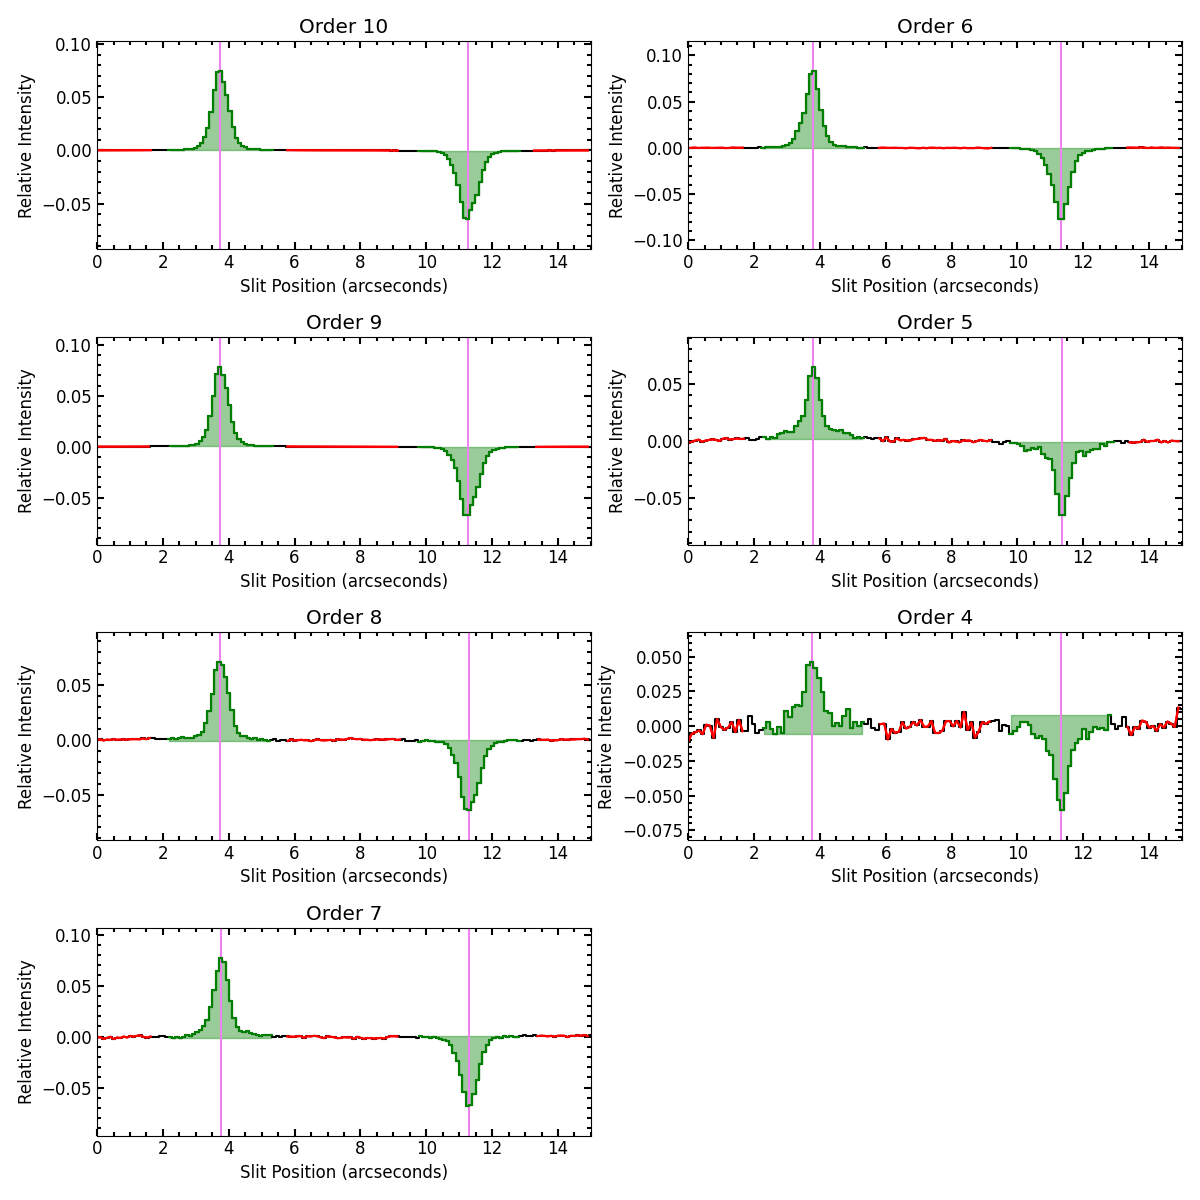 Order 10
0.10
0.05
0.00
−0.05
Relative Intensity
0 2 4 6 8 10 12 14
Slit Position (arcseconds)
Order 6
0.10
0.05
0.00
−0.05
−0.10
Relative Intensity
0 2 4 6 8 10 12 14
Slit Position (arcseconds)
Order 9
0.10
0.05
0.00
−0.05
Relative Intensity
0 2 4 6 8 10 12 14
Slit Position (arcseconds)
Order 5
0.05
0.00
−0.05
Relative Intensity
0 2 4 6 8 10 12 14
Slit Position (arcseconds)
Order 8
0.05
0.00
−0.05
Relative Intensity
0 2 4 6 8 10 12 14
Slit Position (arcseconds)
Order 4
0.050
0.025
0.000
−0.025
−0.050
−0.075
Relative Intensity
0 2 4 6 8 10 12 14
Slit Position (arcseconds)
Order 7
0.10
0.05
0.00
−0.05
Relative Intensity
0 2 4 6 8 10 12 14
Slit Position (arcseconds)